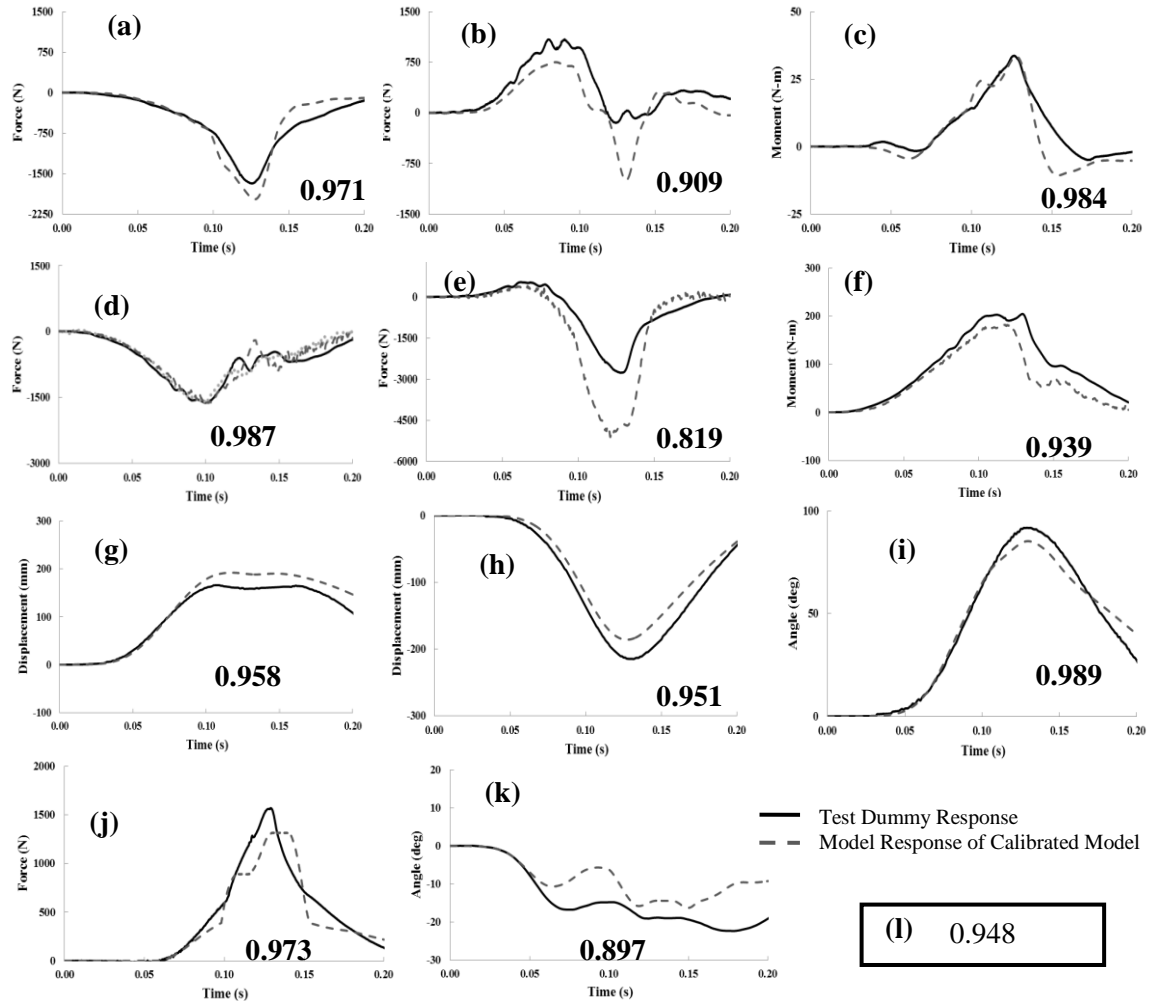 (a)
1500
750
0
-750
-1500
-2250
Force (N)
0.00 0.05 0.10 0.15 0.20
Time (s)
0.971
(b)
1500
750
0
-750
1500
Force (N)
0.00 0.05 0.10 0.15 0.20
Time (s)
0.909
(c)
50
25
0
-25
Moment (N-m)
0.00 0.05 0.10 0.15 0.20
Time (s)
0.984
(d)
1500
0
-1500
-3000
Force (N)
0.00 0.05 0.10 0.15 0.20
Time (s)
0.987
(e)
1500
0
-1500
-3000
-4500
-6000
Force (N)
0.00 0.05 0.10 0.15 0.20
Time (s)
0.819
(f)
300
200
100
0
-100
Moment (N-m)
0.00 0.05 0.10 0.15 0.20
Time (s)
0.939
(g)
300
200
100
0
-100
Displacement (mm)
0.00 0.05 0.10 0.15 0.20
Time (s)
0.958
(h)
0
-100
-200
-300
Displacement (mm)
0.00 0.05 0.10 0.15 0.20
Time (s)
0.951
(i)
100
50
0
Angle (deg)
0.00 0.05 0.10 0.15 0.20
Time (s)
0.989
(j)
2000
1500
1000
500
0
Force (N)
0.00 0.05 0.10 0.15 0.20
Time (s)
0.973
(k)
20
10
0
-10
-20
-30
Angle (deg)
0.00 0.05 0.10 0.15 0.20
Time (s)
0.897
Test Dummy Response
Model Response of Calibrated Model
(l) 0.948